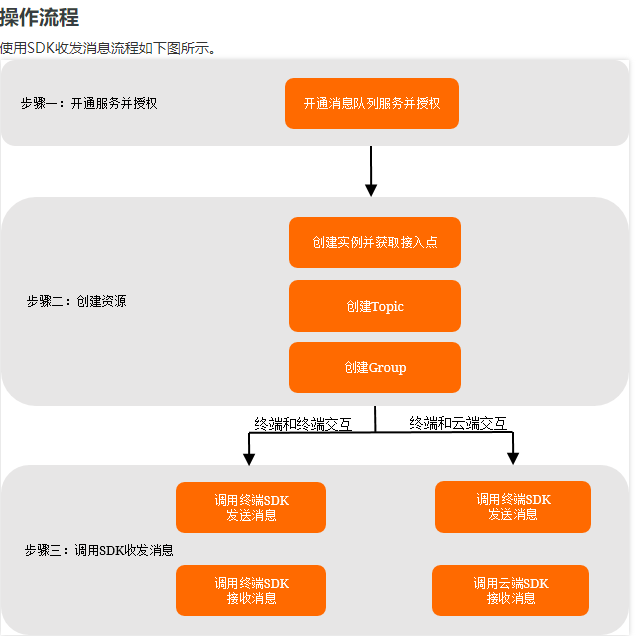 操作流程
使用SDK收发消息流程如下图所示。
步骤一：开通服务并授权
开通消息队列服务并授权
创建实例并获取接入点
步骤二：创建资源
创建Topic
创建Group
终端和终端交互
终端和云端交互
调用终端SDK
发送消息
调用终端SDK
发送消息
步骤三：调用SDK收发消息
调用终端SDK
接收消息
调用云端SDK
接收消息